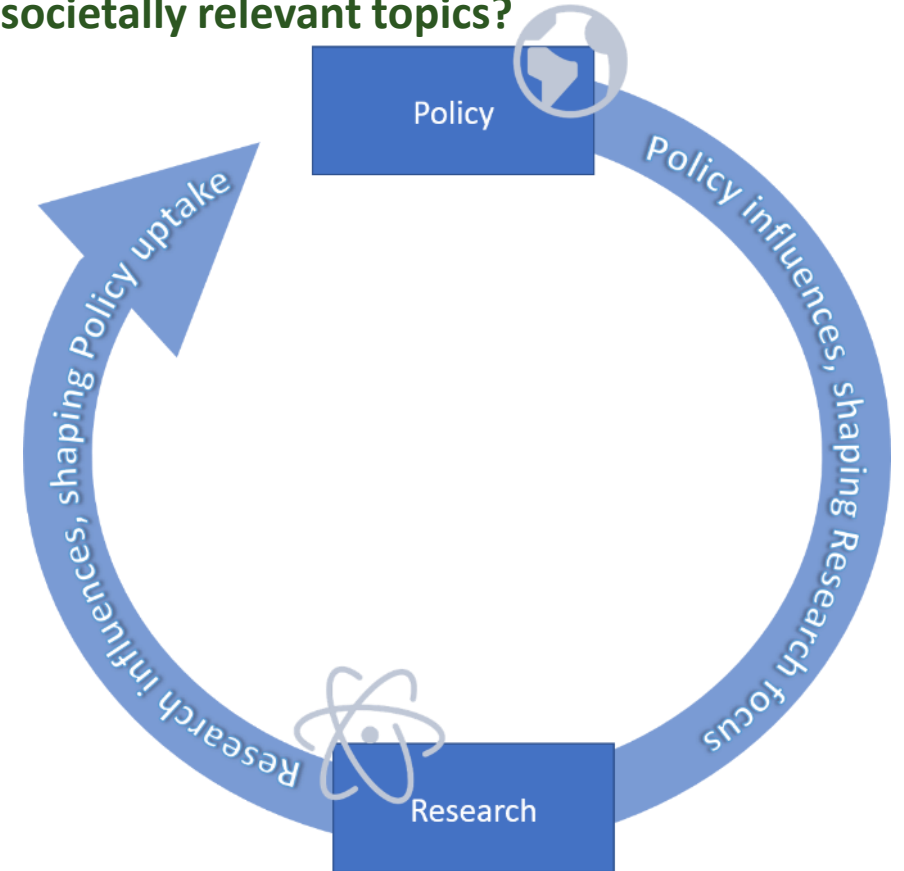 societally relevant topics?
Policy
Policy influences, shaping Research focus
Research
Research influences, shaping Policy uptake